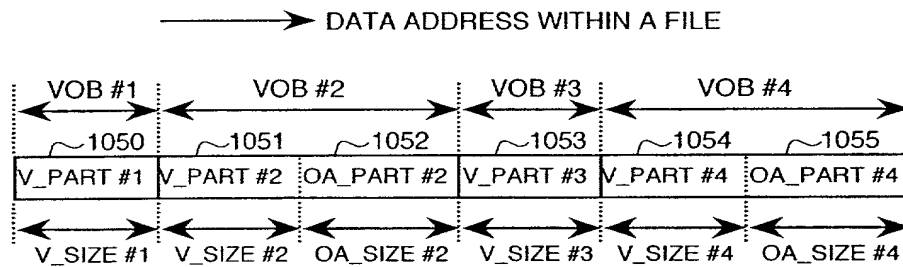 DATA ADDRESS WITHIN A FILE
VOB #1 VOB #2 VOB #3 VOB #4
1050 1051 1052 1053 1054 1055
V_PART #1 V_PART #2 OA_PART #2 V_PART #3 V_PART #4 OA_PART #4
V_SIZE #1 V_SIZE #2 OA_SIZE #2 V_SIZE #3 V_SIZE #4 OA_SIZE #4